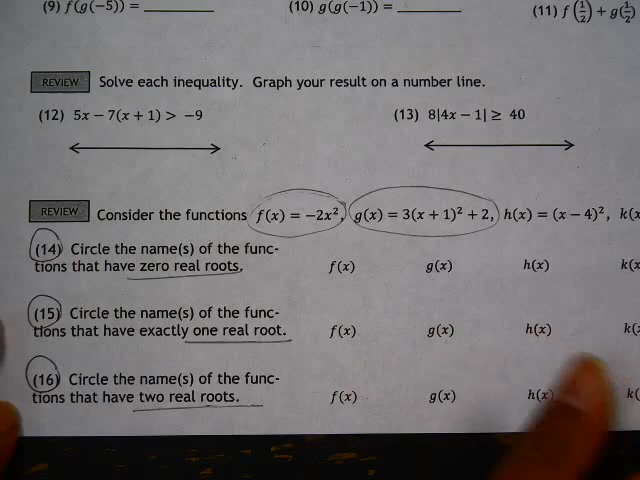 (9) f(g(−5)) = ________ (10) g(g(−1)) = ________ (11) f(1/2) + g(1/2)
REVIEW Solve each inequality. Graph your result on a number line.
(12) 5x − 7(x + 1) > −9 (13) 8|4x − 1| ≥ 40
REVIEW Consider the functions f(x) = −2x², g(x) = 3(x + 1)² + 2, h(x) = (x − 4)², k(x
(14) Circle the name(s) of the func-
tions that have zero real roots. f(x) g(x) h(x) k(x
(15) Circle the name(s) of the func-
tions that have exactly one real root. f(x) g(x) h(x) k(
(16) Circle the name(s) of the func-
tions that have two real roots. f(x) g(x) h(x) k(